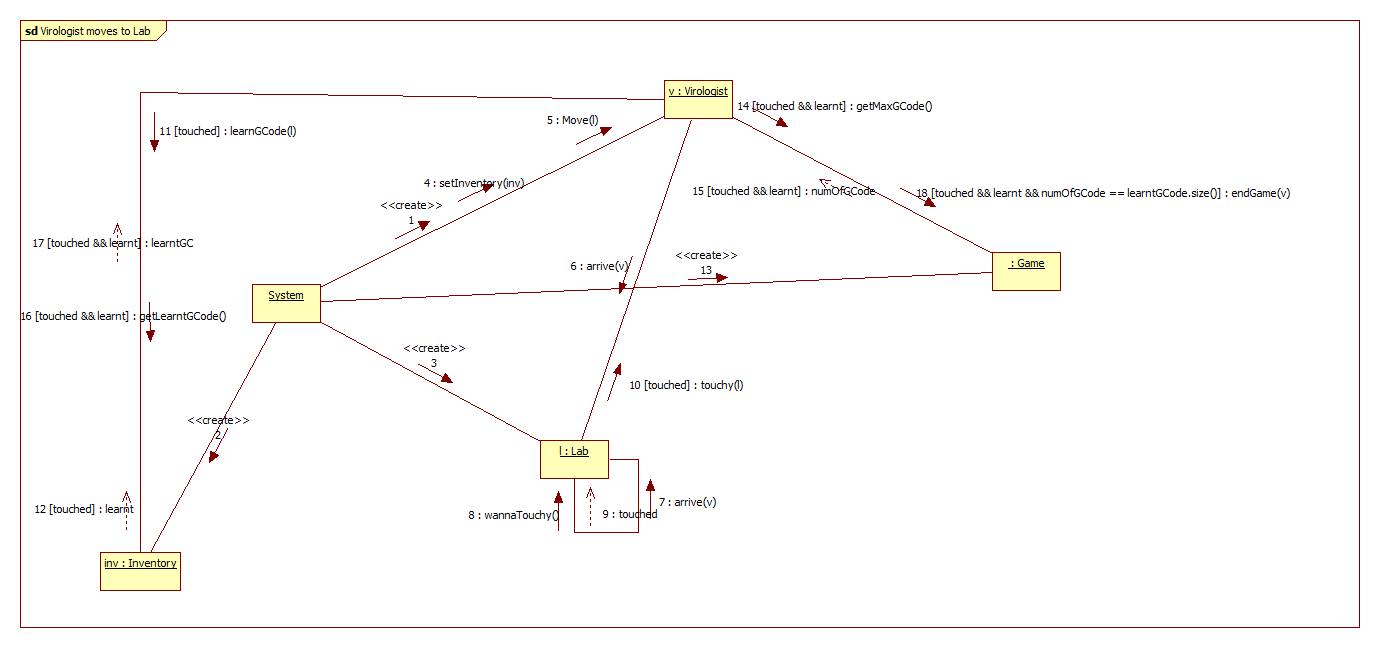 sd Virologist moves to Lab
v : Virologist
14 [touched && learnt] : getMaxGCode()
5 : Move(l)
11 [touched] : learnGCode(l)
4 : setInventory(inv)
15 [touched && learnt] : numOfGCode
18 [touched && learnt && numOfGCode == learntGCode.size()] : endGame(v)
<<create>>
1
17 [touched && learnt] : learntGC
<<create>>
13
6 : arrive(v)
: Game
System
16 [touched && learnt] : getLearntGCode()
<<create>>
3
10 [touched] : touchy(l)
<<create>>
2
l : Lab
12 [touched] : learnt
8 : wannaTouchy()
9 : touched
7 : arrive(v)
inv : Inventory